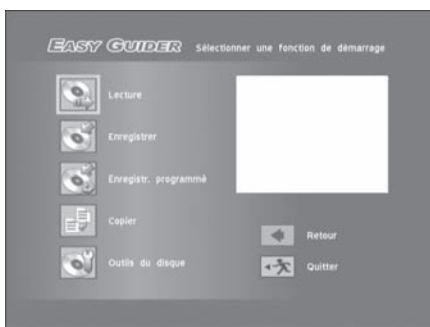 EASY GUIDER Sélectionner une fonction de démarrage
Lecture
Enregistrer
Enregistr. programmé
Copier
Outils du disque
Retour
Quitter